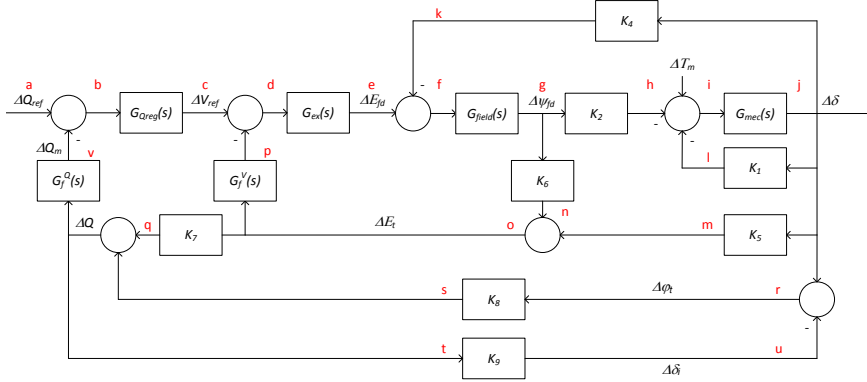 k
K4
ΔTm
a
b
c
d
e
f
g
h
i
j
ΔQref
GQreg(s)
ΔVref
Gex(s)
ΔEfd
-
Gfield(s)
Δψfd
K2
-
Gmec(s)
Δδ
-
-
-
ΔQm
v
p
l
K1
GfQ(s)
GfV(s)
K6
n
ΔQ
q
K7
ΔEt
o
m
K5
s
K8
Δφt
r
-
t
K9
u
Δδi